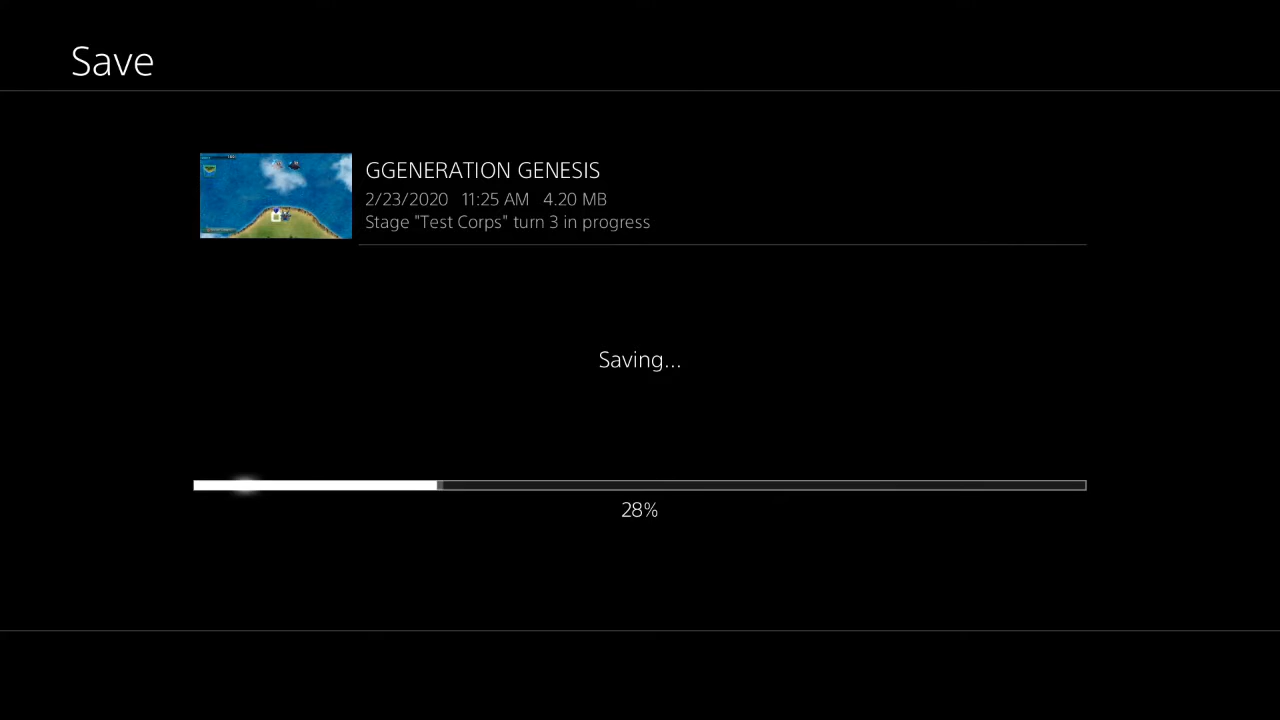 Save
GGENERATION GENESIS
2/23/2020 11:25 AM 4.20 MB
Stage "Test Corps" turn 3 in progress
Saving...
28%